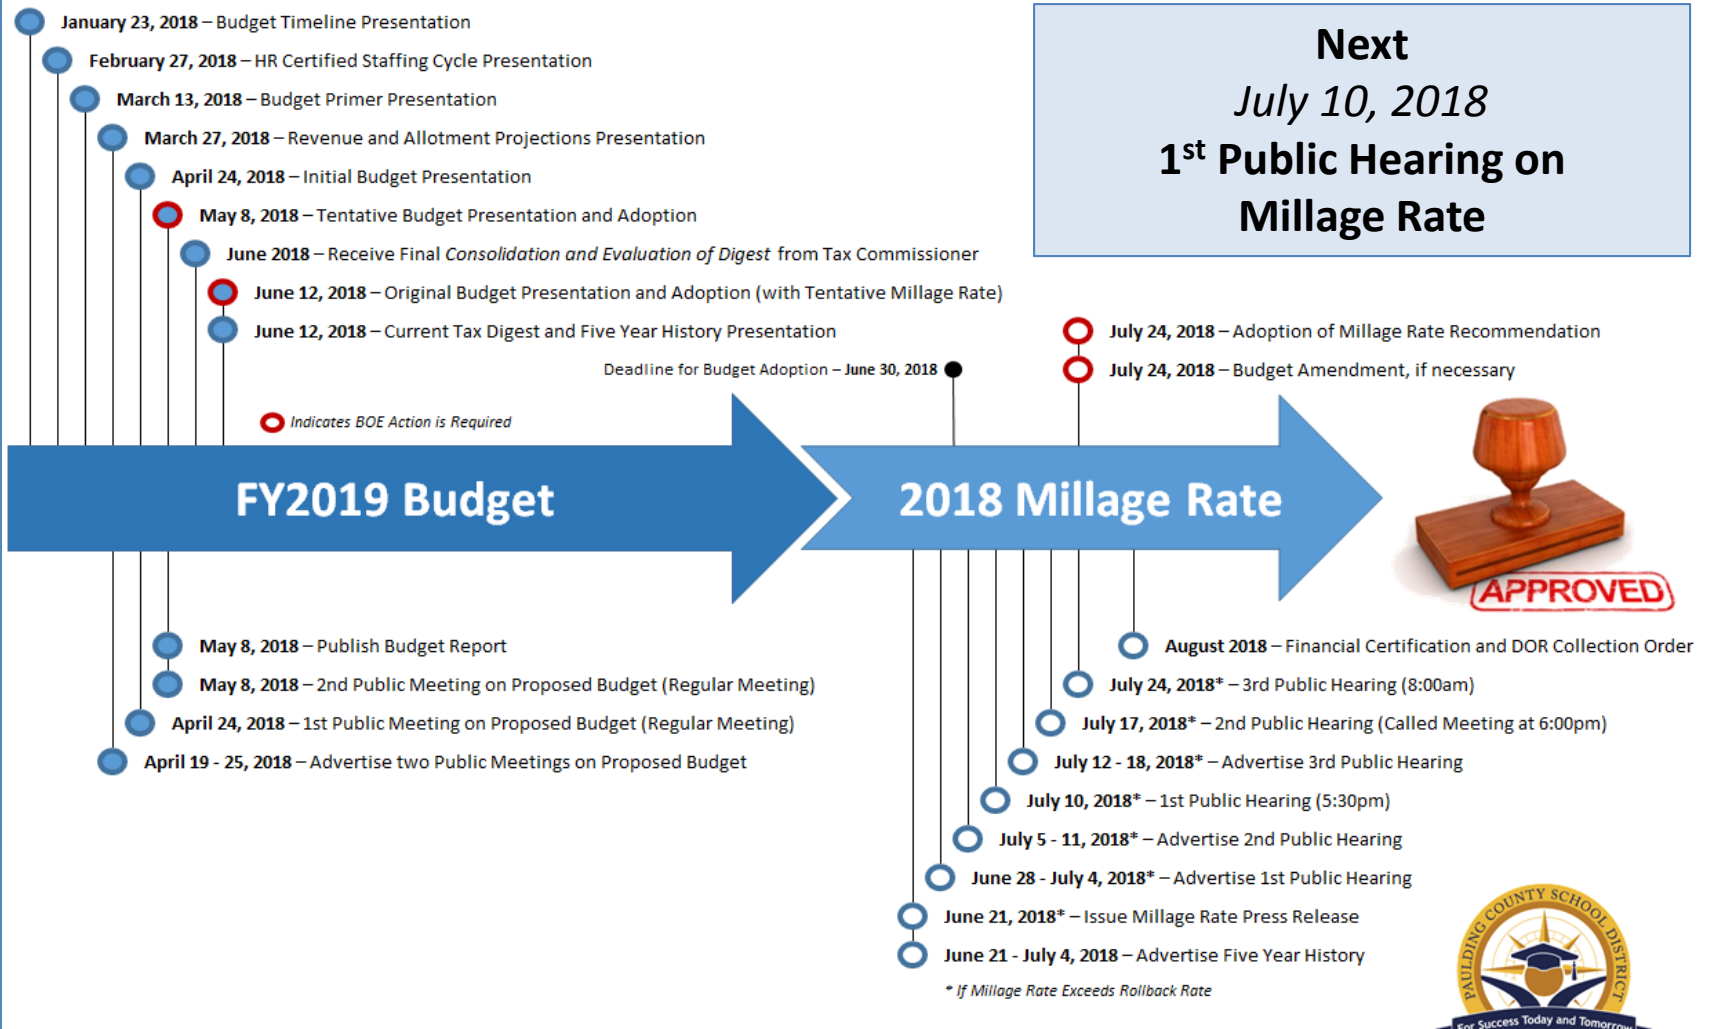 January 23, 2018 – Budget Timeline Presentation
February 27, 2018 – HR Certified Staffing Cycle Presentation
March 13, 2018 – Budget Primer Presentation
March 27, 2018 – Revenue and Allotment Projections Presentation
April 24, 2018 – Initial Budget Presentation
May 8, 2018 – Tentative Budget Presentation and Adoption
June 2018 – Receive Final Consolidation and Evaluation of Digest from Tax Commissioner
June 12, 2018 – Original Budget Presentation and Adoption (with Tentative Millage Rate)
June 12, 2018 – Current Tax Digest and Five Year History Presentation
Next
July 10, 2018
1st Public Hearing on
Millage Rate
July 24, 2018 – Adoption of Millage Rate Recommendation
July 24, 2018 – Budget Amendment, if necessary
Deadline for Budget Adoption – June 30, 2018
Indicates BOE Action is Required
FY2019 Budget
2018 Millage Rate
APPROVED
May 8, 2018 – Publish Budget Report
May 8, 2018 – 2nd Public Meeting on Proposed Budget (Regular Meeting)
April 24, 2018 – 1st Public Meeting on Proposed Budget (Regular Meeting)
April 19 - 25, 2018 – Advertise two Public Meetings on Proposed Budget
August 2018 – Financial Certification and DOR Collection Order
July 24, 2018* – 3rd Public Hearing (8:00am)
July 17, 2018* – 2nd Public Hearing (Called Meeting at 6:00pm)
July 12 - 18, 2018* – Advertise 3rd Public Hearing
July 10, 2018* – 1st Public Hearing (5:30pm)
July 5 - 11, 2018* – Advertise 2nd Public Hearing
June 28 - July 4, 2018* – Advertise 1st Public Hearing
June 21, 2018* – Issue Millage Rate Press Release
June 21 - July 4, 2018 – Advertise Five Year History
* If Millage Rate Exceeds Rollback Rate
PAULDING COUNTY SCHOOL DISTRICT
For Success Today and Tomorrow